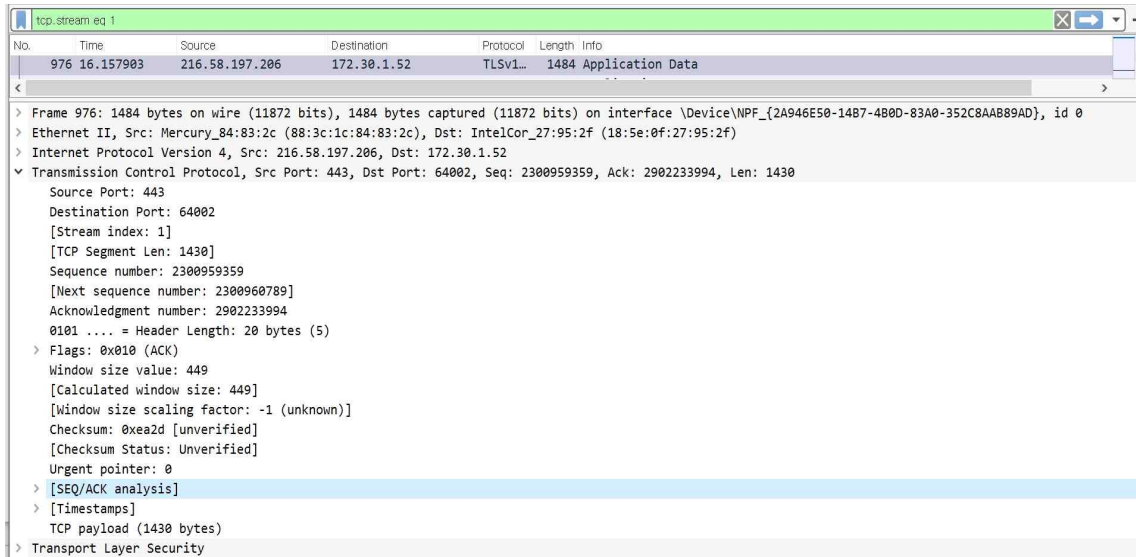 tcp.stream eq 1
No. Time Source Destination Protocol Length Info
976 16.157903 216.58.197.206 172.30.1.52 TLSv1… 1484 Application Data
Frame 976: 1484 bytes on wire (11872 bits), 1484 bytes captured (11872 bits) on interface \Device\NPF_{2A946E50-14B7-4B0D-83A0-352C8AAB89AD}, id 0
Ethernet II, Src: Mercury_84:83:2c (88:3c:1c:84:83:2c), Dst: IntelCor_27:95:2f (18:5e:0f:27:95:2f)
Internet Protocol Version 4, Src: 216.58.197.206, Dst: 172.30.1.52
Transmission Control Protocol, Src Port: 443, Dst Port: 64002, Seq: 2300959359, Ack: 2902233994, Len: 1430
Source Port: 443
Destination Port: 64002
[Stream index: 1]
[TCP Segment Len: 1430]
Sequence number: 2300959359
[Next sequence number: 2300960789]
Acknowledgment number: 2902233994
0101 .... = Header Length: 20 bytes (5)
Flags: 0x010 (ACK)
Window size value: 449
[Calculated window size: 449]
[Window size scaling factor: -1 (unknown)]
Checksum: 0xea2d [unverified]
[Checksum Status: Unverified]
Urgent pointer: 0
[SEQ/ACK analysis]
[Timestamps]
TCP payload (1430 bytes)
Transport Layer Security